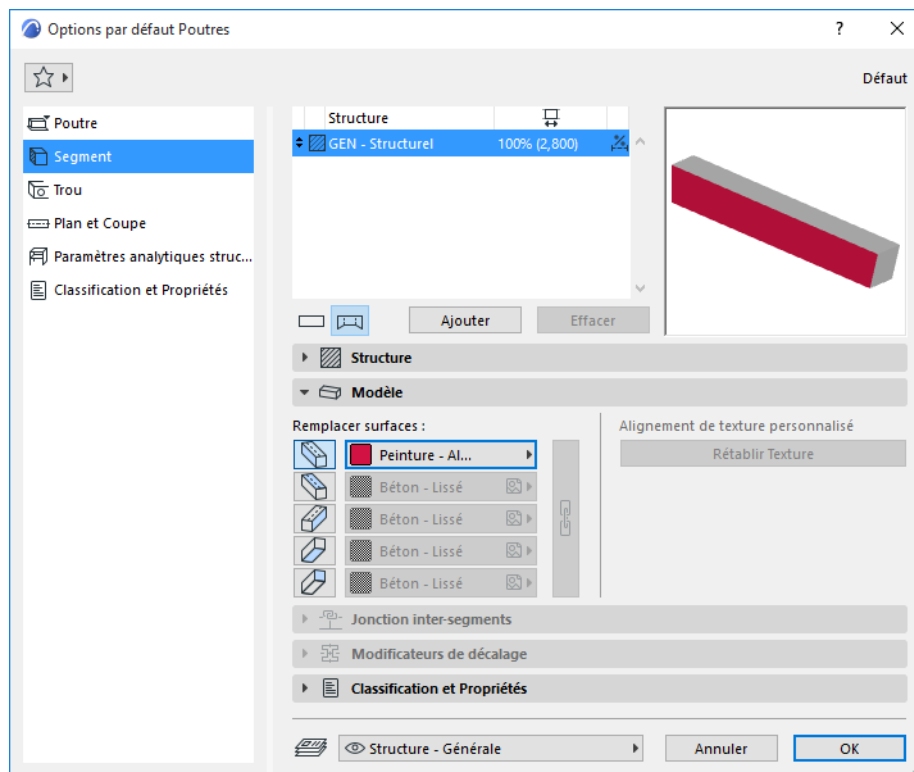 Options par défaut Poutres
?
Défaut
Poutre
Segment
Trou
Plan et Coupe
Paramètres analytiques struc...
Classification et Propriétés
Structure
GEN - Structurel 100% (2,800)
Ajouter Effacer
Structure
Modèle
Remplacer surfaces :
Alignement de texture personnalisé
Rétablir Texture
Peinture - Al...
Béton - Lissé
Béton - Lissé
Béton - Lissé
Béton - Lissé
Jonction inter-segments
Modificateurs de décalage
Classification et Propriétés
Structure - Générale
Annuler OK